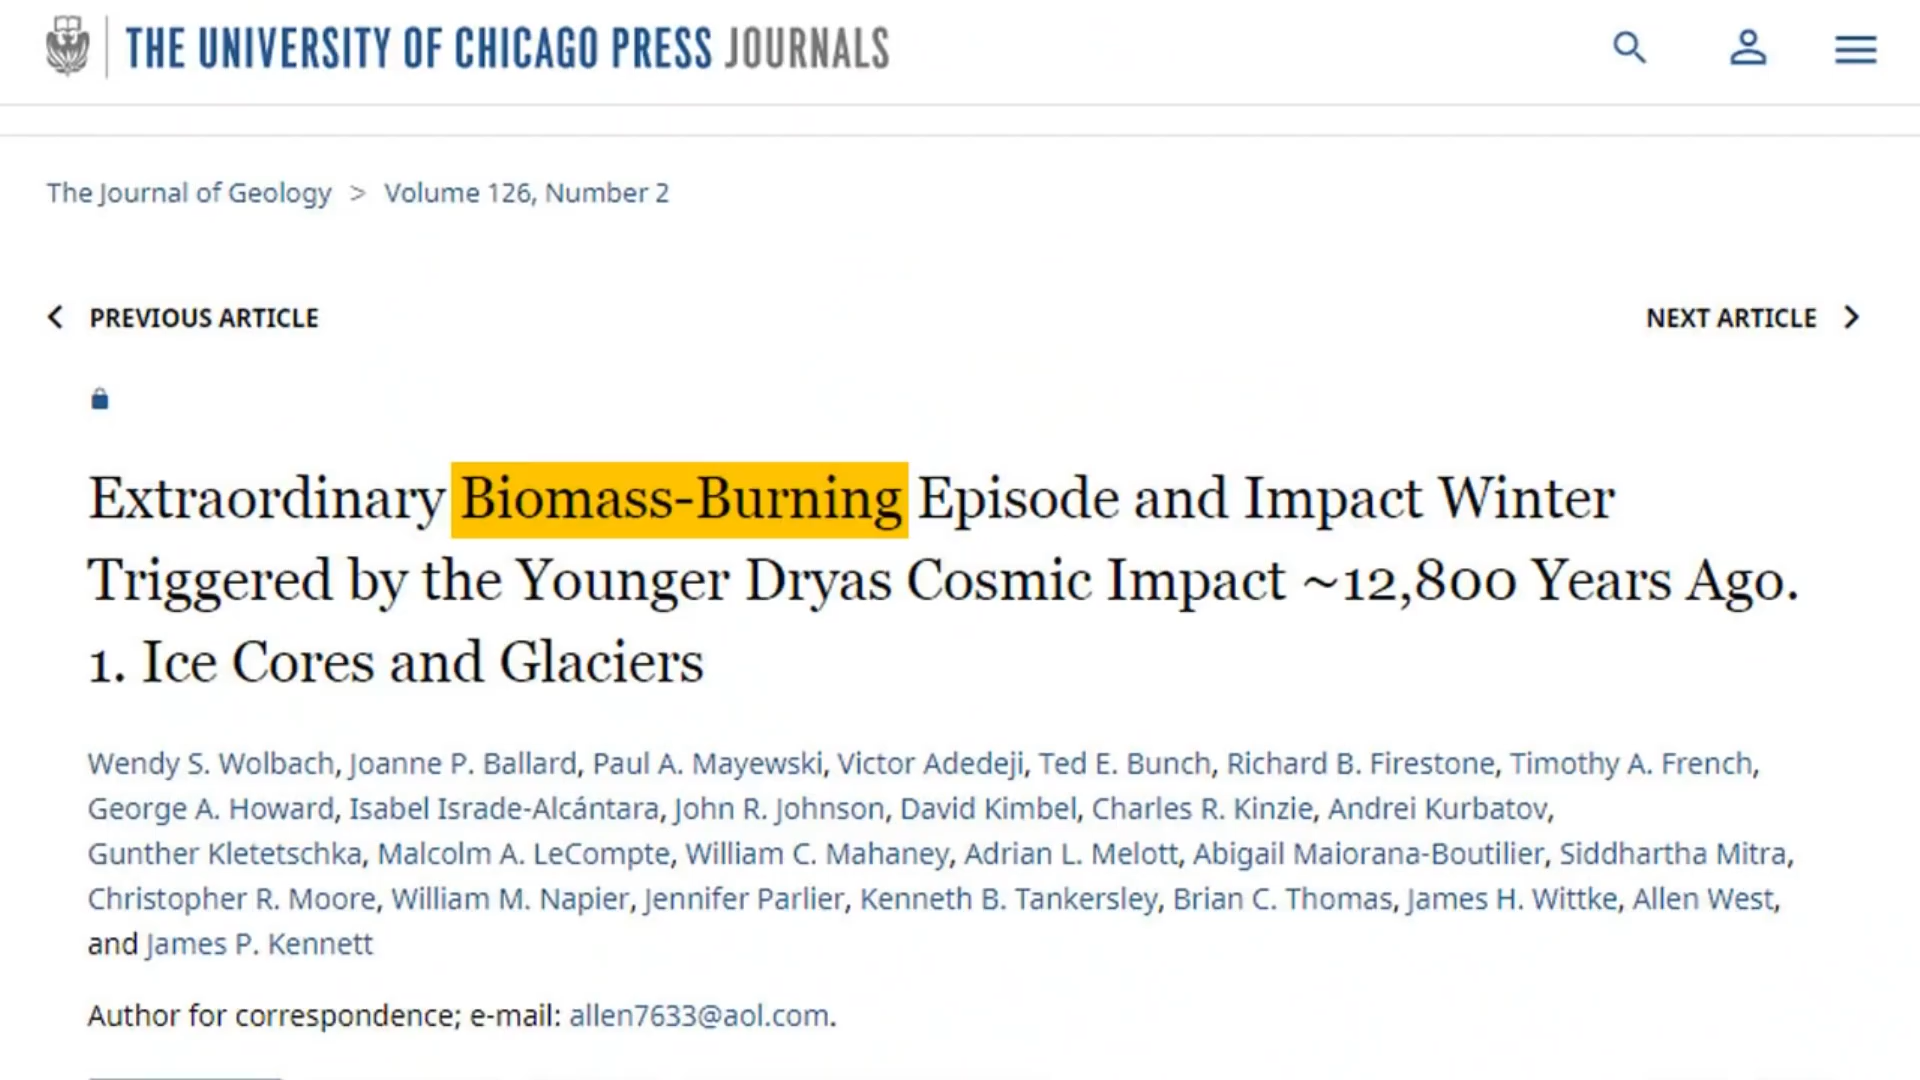 THE UNIVERSITY OF CHICAGO PRESS JOURNALS
The Journal of Geology > Volume 126, Number 2
PREVIOUS ARTICLE
NEXT ARTICLE
Extraordinary Biomass-Burning Episode and Impact Winter
Triggered by the Younger Dryas Cosmic Impact ~12,800 Years Ago.
1. Ice Cores and Glaciers
Wendy S. Wolbach, Joanne P. Ballard, Paul A. Mayewski, Victor Adedeji, Ted E. Bunch, Richard B. Firestone, Timothy A. French,
George A. Howard, Isabel Israde-Alcántara, John R. Johnson, David Kimbel, Charles R. Kinzie, Andrei Kurbatov,
Gunther Kletetschka, Malcolm A. LeCompte, William C. Mahaney, Adrian L. Melott, Abigail Maiorana-Boutilier, Siddhartha Mitra,
Christopher R. Moore, William M. Napier, Jennifer Parlier, Kenneth B. Tankersley, Brian C. Thomas, James H. Wittke, Allen West,
and James P. Kennett
Author for correspondence; e-mail: allen7633@aol.com.